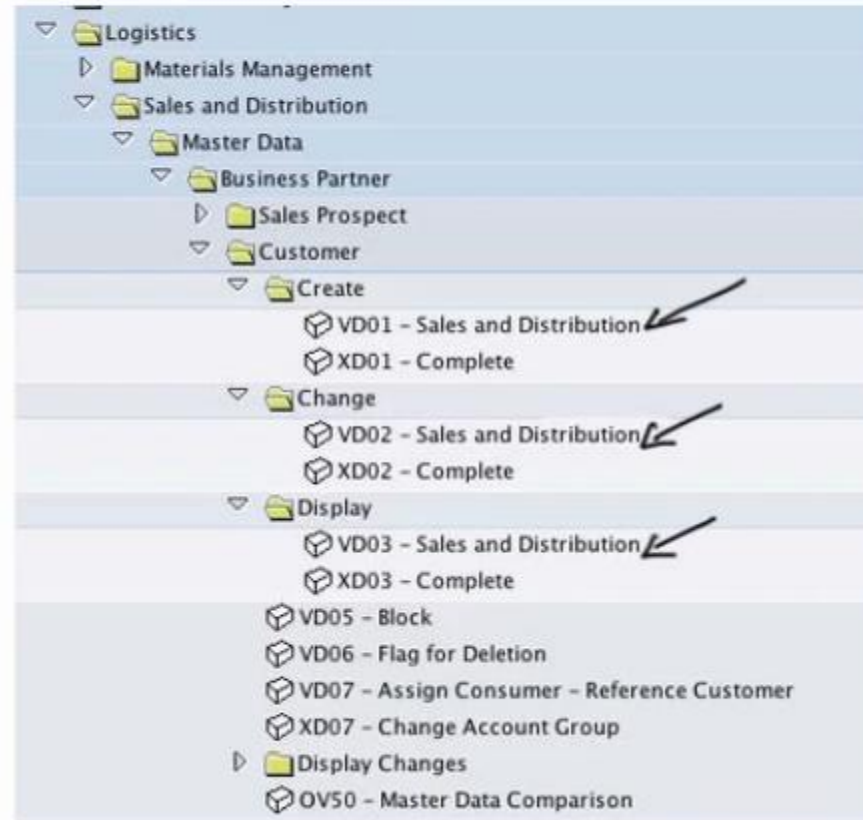 Logistics
Materials Management
Sales and Distribution
Master Data
Business Partner
Sales Prospect
Customer
Create
VD01 – Sales and Distribution
XD01 – Complete
Change
VD02 – Sales and Distribution
XD02 – Complete
Display
VD03 – Sales and Distribution
XD03 – Complete
VD05 – Block
VD06 – Flag for Deletion
VD07 – Assign Consumer – Reference Customer
XD07 – Change Account Group
Display Changes
OV50 – Master Data Comparison